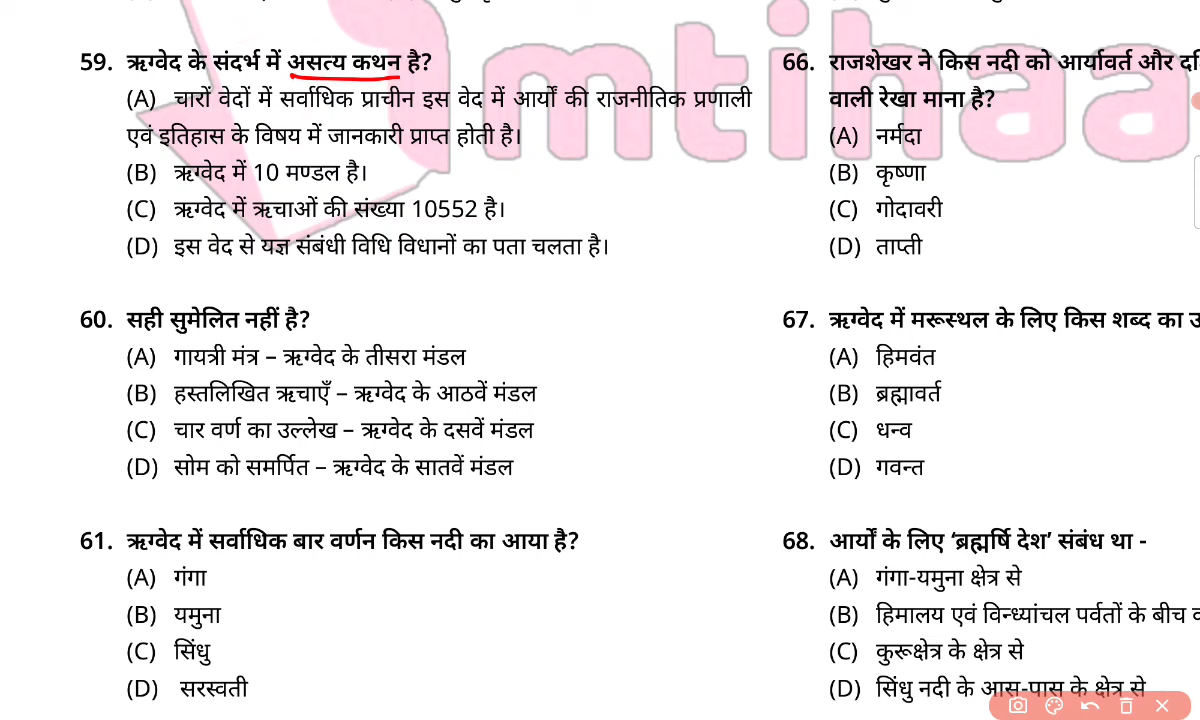 59. ऋग्वेद के संदर्भ में असत्य कथन है?
(A) चारों वेदों में सर्वाधिक प्राचीन इस वेद में आर्यों की राजनीतिक प्रणाली
एवं इतिहास के विषय में जानकारी प्राप्त होती है।
(B) ऋग्वेद में 10 मण्डल है।
(C) ऋग्वेद में ऋचाओं की संख्या 10552 है।
(D) इस वेद से यज्ञ संबंधी विधि विधानों का पता चलता है।
60. सही सुमेलित नहीं है?
(A) गायत्री मंत्र – ऋग्वेद के तीसरा मंडल
(B) हस्तलिखित ऋचाएँ – ऋग्वेद के आठवें मंडल
(C) चार वर्ण का उल्लेख – ऋग्वेद के दसवें मंडल
(D) सोम को समर्पित – ऋग्वेद के सातवें मंडल
61. ऋग्वेद में सर्वाधिक बार वर्णन किस नदी का आया है?
(A) गंगा
(B) यमुना
(C) सिंधु
(D) सरस्वती
66. राजशेखर ने किस नदी को आर्यावर्त और
वाली रेखा माना है?
(A) नर्मदा
(B) कृष्णा
(C) गोदावरी
(D) ताप्ती
67. ऋग्वेद में मरूस्थल के लिए किस शब्द का
(A) हिमवंत
(B) ब्रह्मावर्त
(C) धन्व
(D) गवन्त
68. आर्यों के लिए ‘ब्रह्मर्षि देश’ संबंध था -
(A) गंगा-यमुना क्षेत्र से
(B) हिमालय एवं विन्ध्यांचल पर्वतों के बीच
(C) कुरूक्षेत्र के क्षेत्र से
(D) सिंधु नदी के आस-पास के क्षेत्र से
mtihaa